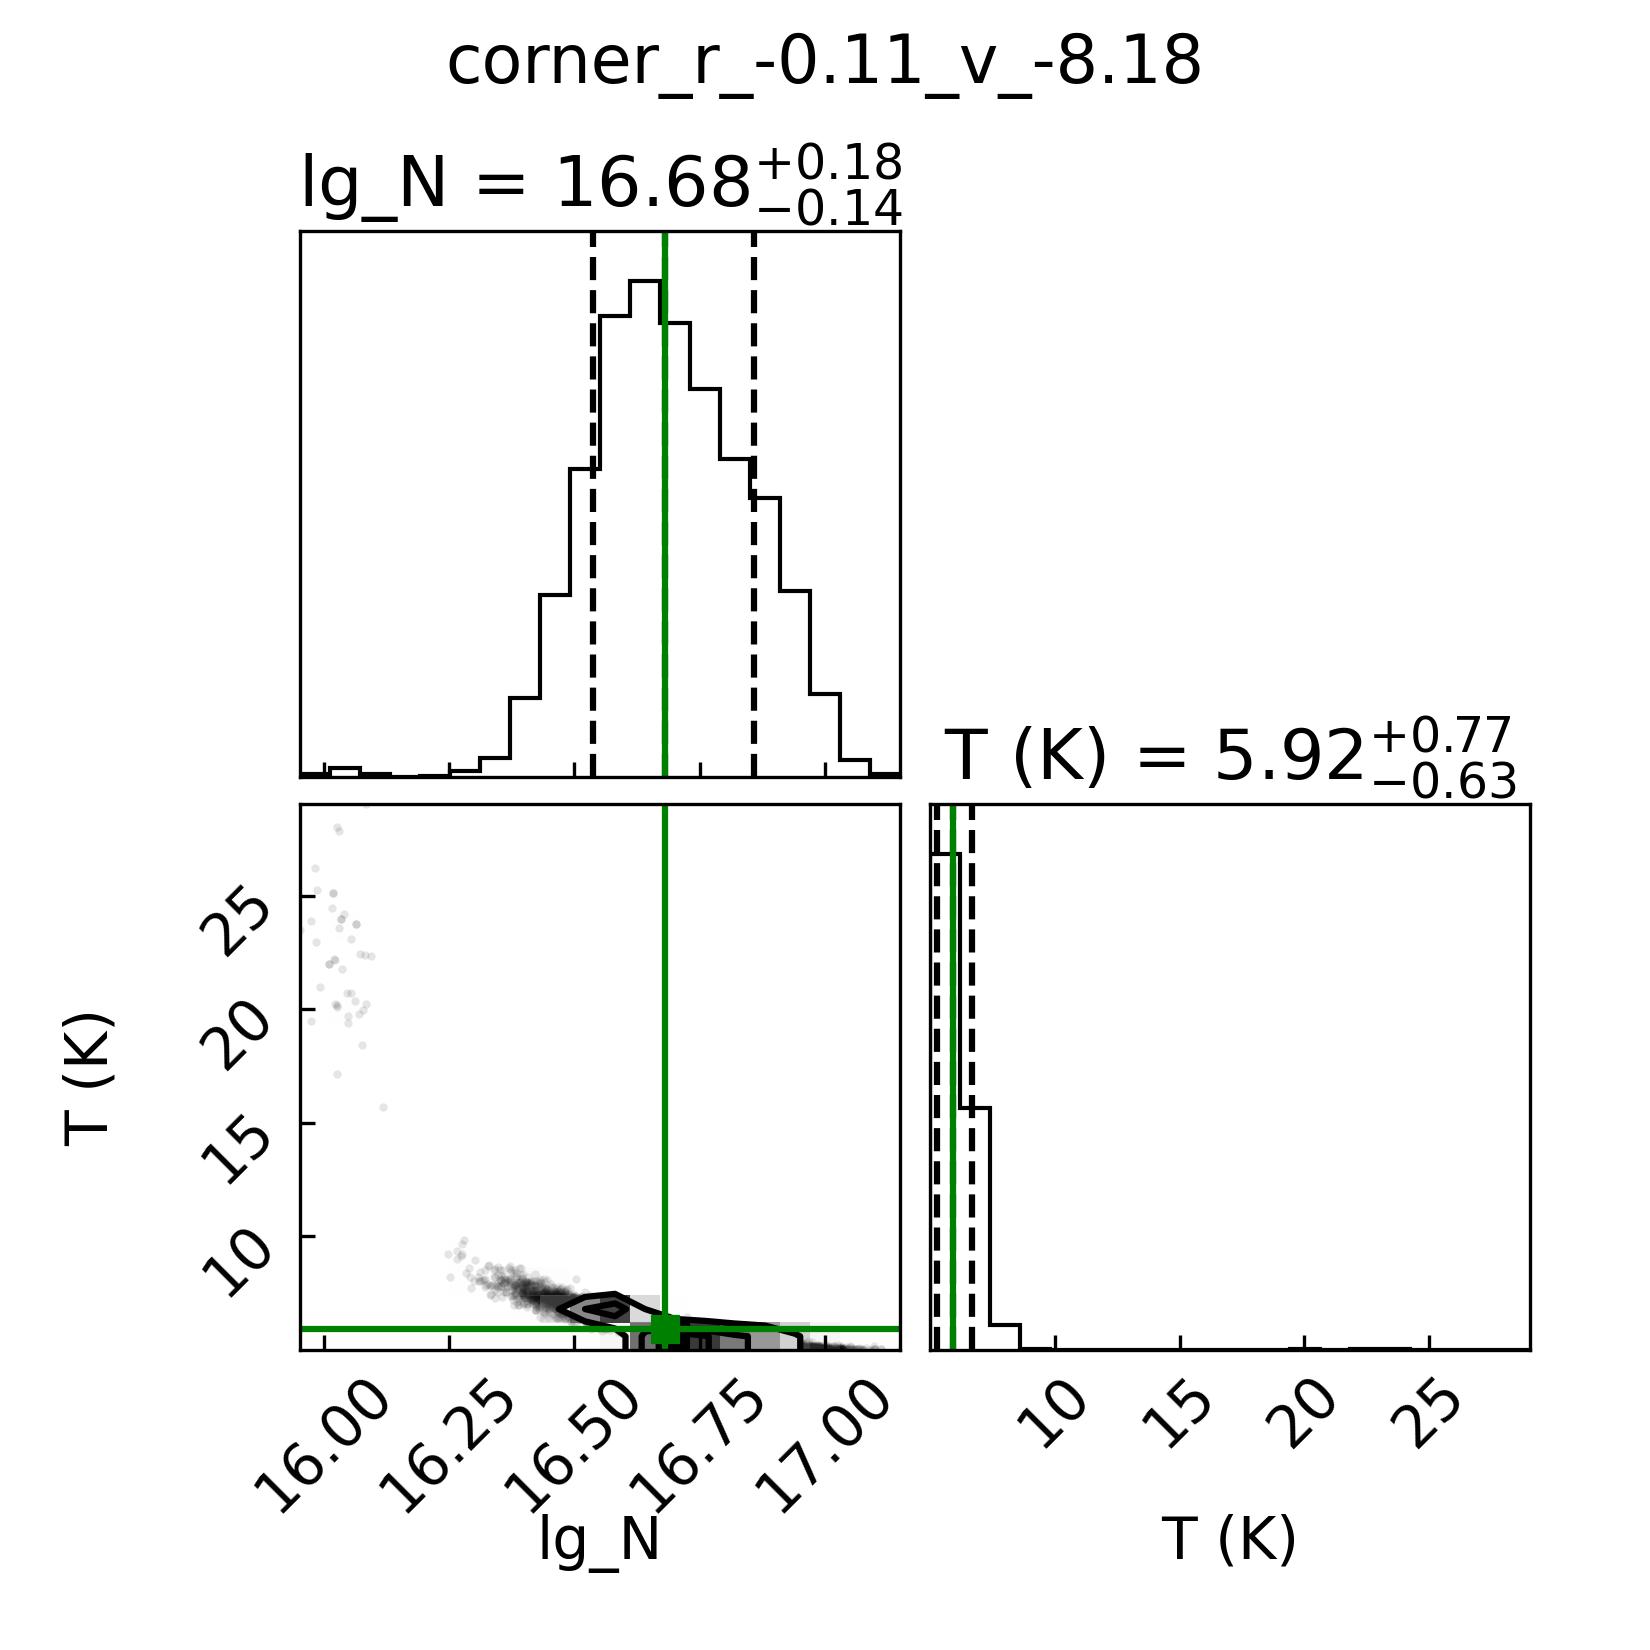 corner_r_-0.11_v_-8.18
lg_N = 16.68+0.18
−0.14
T (K) = 5.92+0.77
−0.63
25
20
15
10
T (K)
16.00
16.25
16.50
16.75
17.00
lg_N
10
15
20
25
T (K)